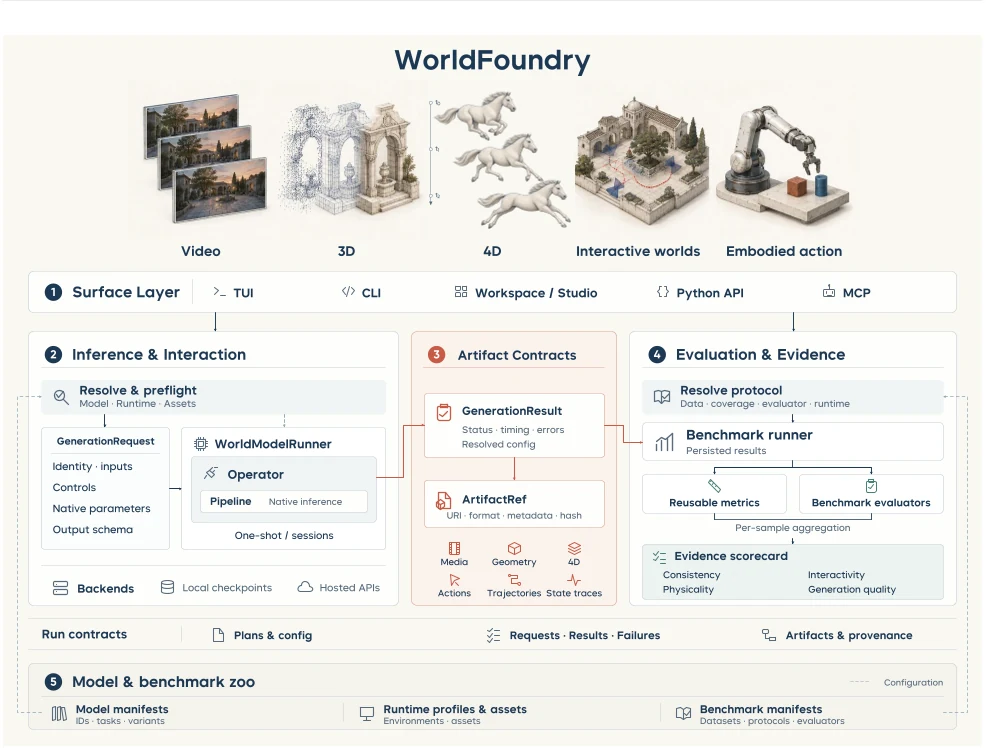 WorldFoundry
Video
3D
4D
Interactive worlds
Embodied action
1 Surface Layer
>_ TUI
</> CLI
Workspace / Studio
{} Python API
MCP
2 Inference & Interaction
Resolve & preflight
Model · Runtime · Assets
GenerationRequest
Identity · inputs
Controls
Native parameters
Output schema
WorldModelRunner
Operator
Pipeline Native inference
One-shot / sessions
Backends
Local checkpoints
Hosted APIs
3 Artifact Contracts
GenerationResult
Status · timing · errors
Resolved config
ArtifactRef
URI · format · metadata · hash
Media
Geometry
4D
Actions
Trajectories
State traces
4 Evaluation & Evidence
Resolve protocol
Data · coverage · evaluator · runtime
Benchmark runner
Persisted results
Reusable metrics
Benchmark evaluators
Per-sample aggregation
Evidence scorecard
Consistency
Interactivity
Physicality
Generation quality
Run contracts
Plans & config
Requests · Results · Failures
Artifacts & provenance
5 Model & benchmark zoo
Configuration
Model manifests
IDs · tasks · variants
Runtime profiles & assets
Environments · assets
Benchmark manifests
Datasets · protocols · evaluators